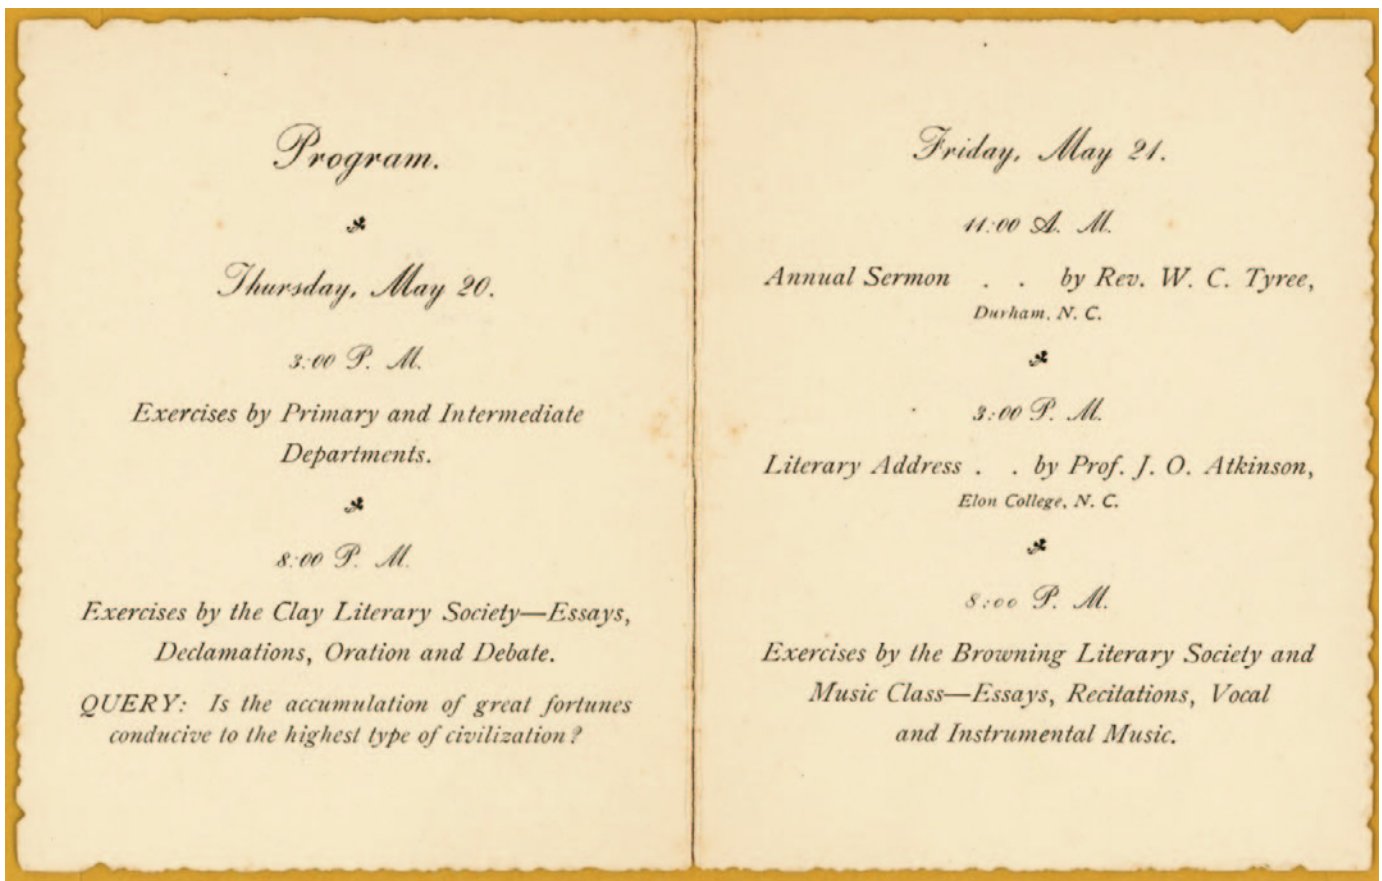 Program.
Thursday, May 20.
3:00 P. M.
Exercises by Primary and Intermediate
Departments.
8:00 P. M.
Exercises by the Clay Literary Society—Essays,
Declamations, Oration and Debate.
QUERY: Is the accumulation of great fortunes
conducive to the highest type of civilization?
Friday, May 21.
11:00 A. M.
Annual Sermon . . by Rev. W. C. Tyree,
Durham, N. C.
3:00 P. M.
Literary Address . . by Prof. J. O. Atkinson,
Elon College, N. C.
8:00 P. M.
Exercises by the Browning Literary Society and
Music Class—Essays, Recitations, Vocal
and Instrumental Music.